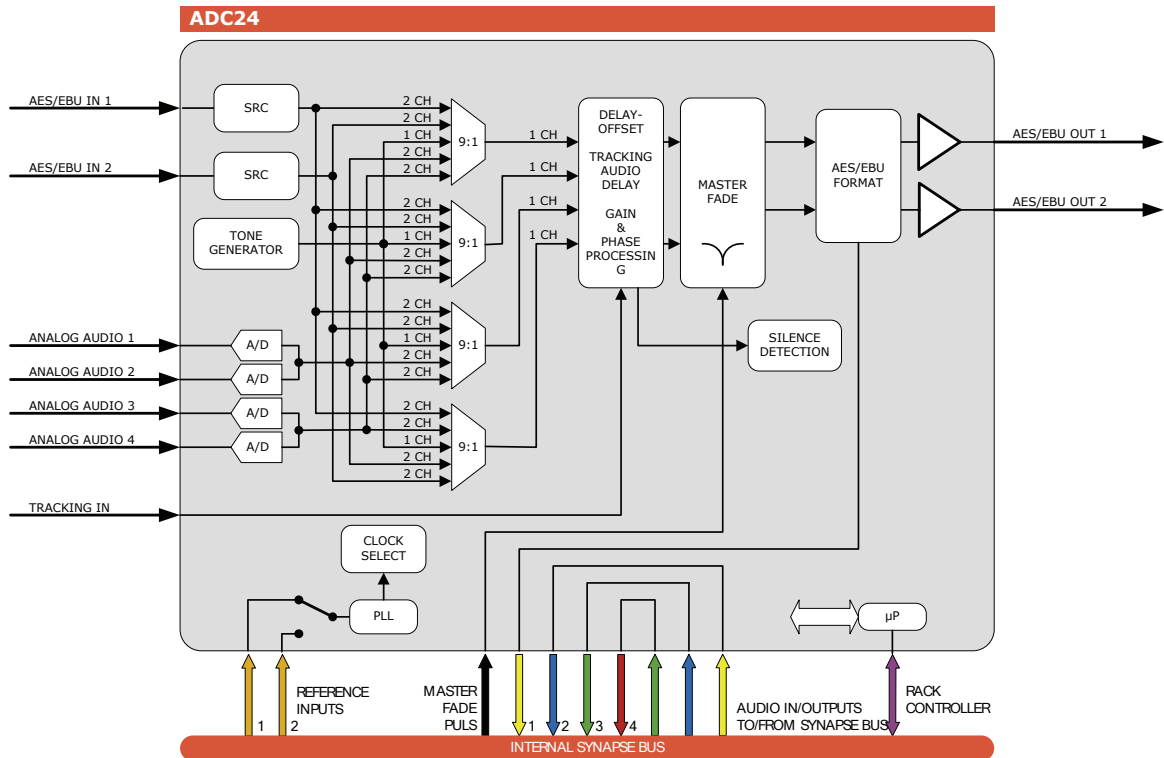 ADC24
AES/EBU IN 1
AES/EBU IN 2
ANALOG AUDIO 1
ANALOG AUDIO 2
ANALOG AUDIO 3
ANALOG AUDIO 4
TRACKING IN
SRC
SRC
TONE
GENERATOR
A/D
A/D
A/D
A/D
2 CH
2 CH
1 CH
2 CH
2 CH
9:1
2 CH
2 CH
1 CH
2 CH
2 CH
9:1
2 CH
2 CH
1 CH
2 CH
2 CH
9:1
2 CH
2 CH
1 CH
2 CH
2 CH
9:1
1 CH
1 CH
1 CH
1 CH
DELAY-
OFFSET
TRACKING
AUDIO
DELAY
GAIN
&
PHASE
PROCESSIN
G
MASTER
FADE
AES/EBU
FORMAT
AES/EBU OUT 1
AES/EBU OUT 2
SILENCE
DETECTION
CLOCK
SELECT
PLL
µP
REFERENCE
INPUTS
1
2
MASTER
FADE
PULS
1
2
3
4
AUDIO IN/OUTPUTS
TO/FROM SYNAPSE BUS
RACK
CONTROLLER
INTERNAL SYNAPSE BUS